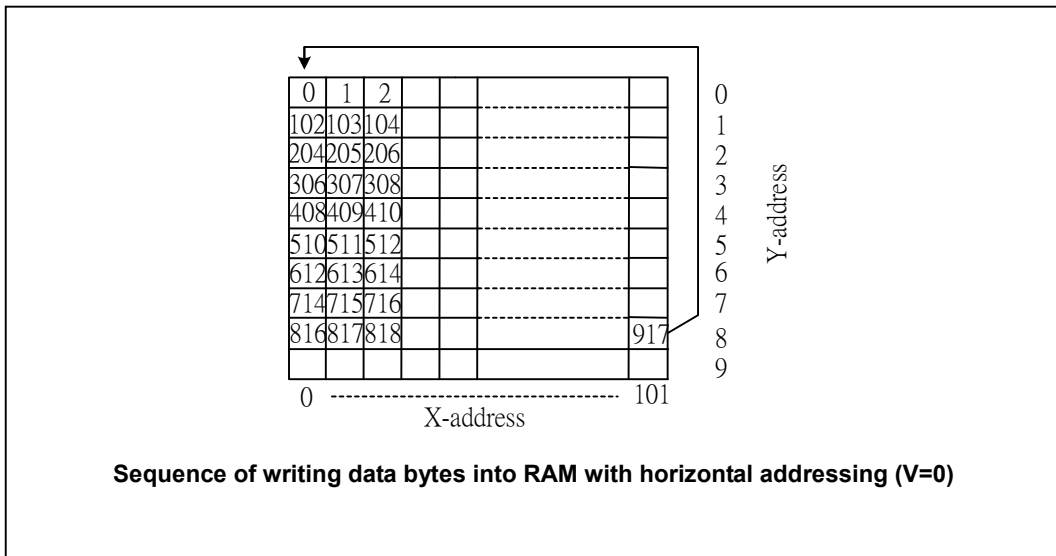 0 1 2 0
102 103 104 1
204 205 206 2
306 307 308 3
408 409 410 4
510 511 512 5
612 613 614 6
714 715 716 7
816 817 818 917 8
9
Y-address
0 101
X-address
Sequence of writing data bytes into RAM with horizontal addressing (V=0)